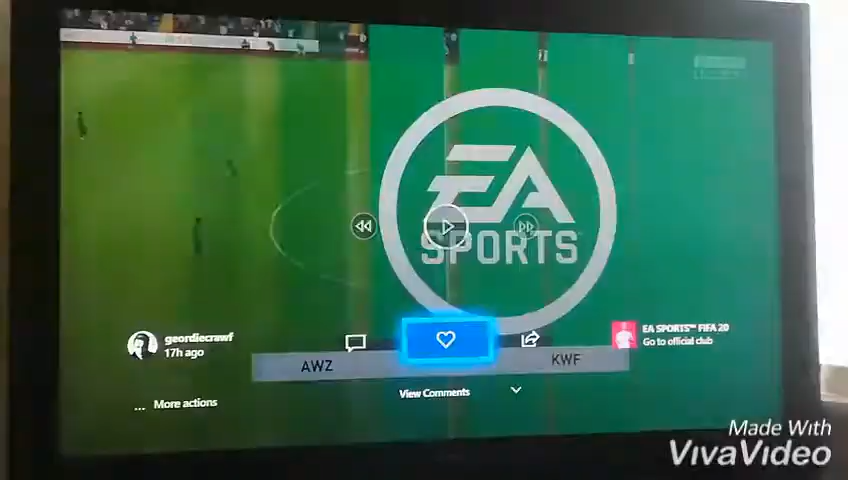 EA
SPORTS
geordiecrawf
17h ago
EA SPORTS™ FIFA 20
Go to official club
AWZ
KWF
View Comments
... More actions
Made With
VivaVideo